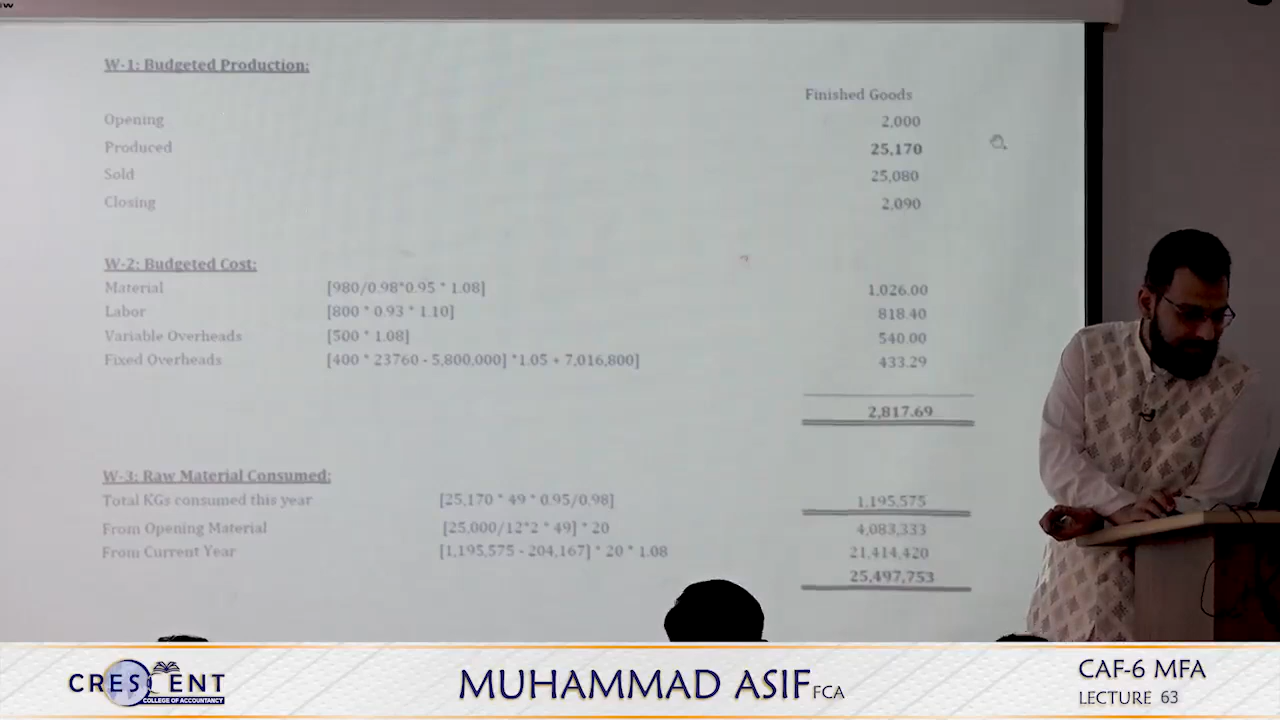 iw
W-1: Budgeted Production:
Finished Goods
Opening 2,000
Produced 25,170
Sold 25,080
Closing 2,090
W-2: Budgeted Cost:
Material [980/0.98*0.95 * 1.08] 1,026.00
Labor [800 * 0.93 * 1.10] 818.40
Variable Overheads [500 * 1.08] 540.00
Fixed Overheads [400 * 23760 - 5,800,000] *1.05 + 7,016,800] 433.29
2,817.69
W-3: Raw Material Consumed:
Total KGs consumed this year [25,170 * 49 * 0.95/0.98] 1,195,575
From Opening Material [25,000/12*2 * 49] * 20 4,083,333
From Current Year [1,195,575 - 204,167] * 20 * 1.08 21,414,420
25,497,753
CRESCENT
COLLEGE OF ACCOUNTANCY
MUHAMMAD ASIF FCA
CAF-6 MFA
LECTURE 63